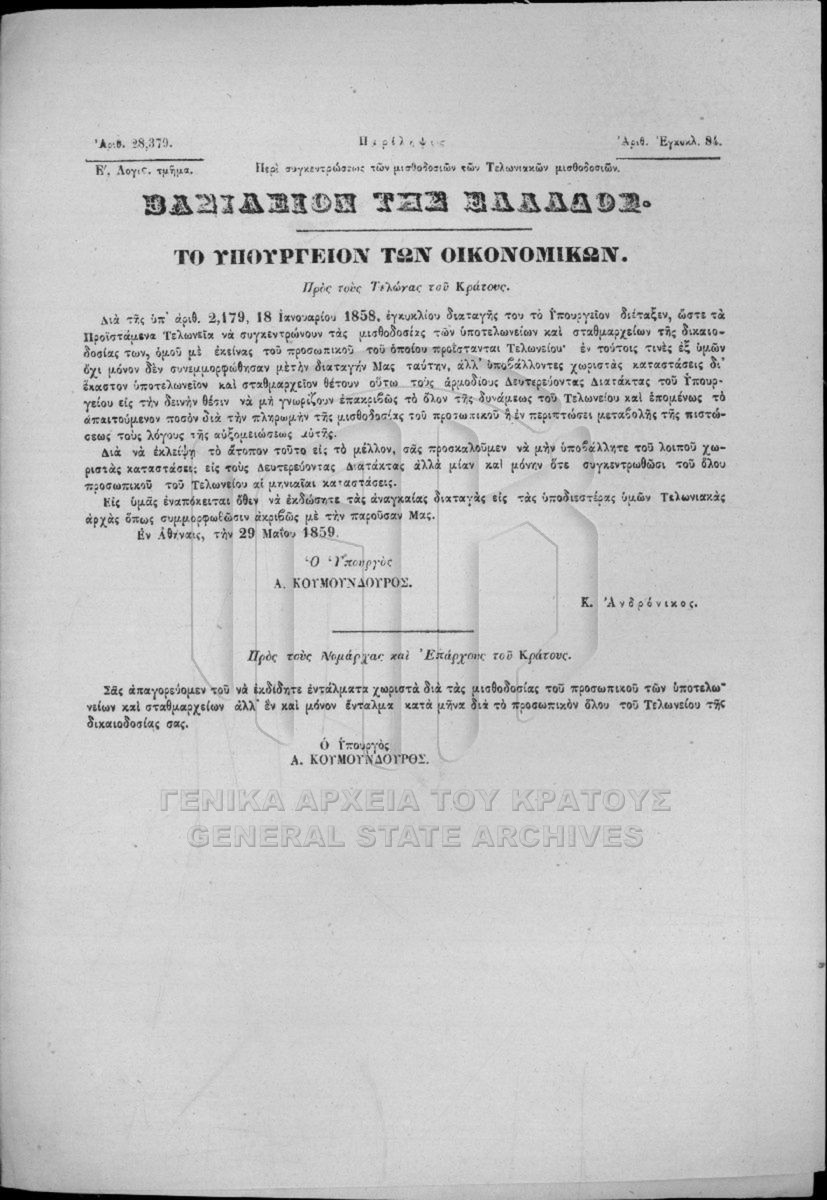 Ἀριθ. 28,379. Περίληψις Ἀριθ. Ἐγκυκλ. 84.
Ε΄, Λογις. τμῆμα. Περὶ συγκεντρώσεως τῶν μισθοδοσιῶν τῶν Τελωνιακῶν μισθοδοσιῶν.
ΒΑΣΙΛΕΙΟΝ ΤΗΣ ΕΛΛΑΔΟΣ.
ΤΟ ΥΠΟΥΡΓΕΙΟΝ ΤΩΝ ΟΙΚΟΝΟΜΙΚΩΝ.
Πρὸς τοὺς Τελώνας τοῦ Κράτους.
Διὰ τῆς ὑπ' ἀριθ. 2,179, 18 Ιανουαρίου 1858, ἐγκυκλίου διαταγῆς του τὸ Ὑπουργεῖον διέταξεν, ὥστε τὰ
Προϊστάμενα Τελωνεῖα νὰ συγκεντρώνουν τὰς μισθοδοσίας τῶν ὑποτελωνείων καὶ σταθμαρχείων τῆς δικαιο-
δοσίας των, ὁμοῦ μὲ ἐκείνας τοῦ προσωπικοῦ τοῦ ὁποίου προΐστανται Τελωνείου· ἐν τούτοις τινὲς ἐξ ὑμῶν
ὄχι μόνον δὲν συνεμμορφώθησαν μὲ τὴν διαταγήν Μας ταύτην, ἀλλ' ὑποβάλλοντες χωριστὰς καταστάσεις δι'
ἕκαστον ὑποτελωνεῖον καὶ σταθμαρχεῖον θέτουν οὕτω τοὺς ἁρμοδίους Δευτερεύοντας Διατάκτας τοῦ Ὑπουρ-
γείου εἰς τὴν δεινὴν θέσιν νὰ μὴ γνωρίζουν ἐπακριβῶς τὸ ὅλον τῆς δυνάμεως τοῦ Τελωνείου καὶ ἑπομένως τὸ
ἀπαιτούμενον ποσὸν διὰ τὴν πληρωμὴν τῆς μισθοδοσίας τοῦ προσωπικοῦ ἢ ἐν περιπτώσει μεταβολῆς τῆς πιστώ-
σεως τοὺς λόγους τῆς αὐξομειώσεως αὐτῆς.
Διὰ νὰ ἐκλείψῃ τὸ ἄτοπον τοῦτο εἰς τὸ μέλλον, σᾶς προσκαλοῦμεν νὰ μὴν ὑποβάλλητε τοῦ λοιποῦ χω-
ριστὰς καταστάσεις εἰς τοὺς Δευτερεύοντας Διατάκτας ἀλλὰ μίαν καὶ μόνην ὅτε συγκεντρωθῶσι τοῦ ὅλου
προσωπικοῦ τοῦ Τελωνείου αἱ μηνιαῖαι καταστάσεις.
Εἰς ὑμᾶς ἐναπόκειται ὅθεν νὰ ἐκδώσητε τὰς ἀναγκαίας διαταγὰς εἰς τὰς ὑποδιεστέρας ὑμῶν Τελωνιακὰς
ἀρχὰς ὅπως συμμορφωθῶσιν ἀκριβῶς μὲ τὴν παροῦσάν Μας.
Ἐν Ἀθήναις, τὴν 29 Μαΐου 1859.
Ὁ Ὑπουργὸς
Α. ΚΟΥΜΟΥΝΔΟΥΡΟΣ.
Κ. Ἀνδρόνικος.
Πρὸς τοὺς Νομάρχας καὶ Ἐπάρχους τοῦ Κράτους.
Σᾶς ἀπαγορεύομεν τοῦ νὰ ἐκδίδητε ἐντάλματα χωριστὰ διὰ τὰς μισθοδοσίας τοῦ προσωπικοῦ τῶν ὑποτελω-
νείων καὶ σταθμαρχείων ἀλλ' ἓν καὶ μόνον ἔνταλμα κατὰ μῆνα διὰ τὸ προσωπικὸν ὅλου τοῦ Τελωνείου τῆς
δικαιοδοσίας σας.
Ὁ Ὑπουργὸς
Α. ΚΟΥΜΟΥΝΔΟΥΡΟΣ.
ΓΕΝΙΚΑ ΑΡΧΕΙΑ ΤΟΥ ΚΡΑΤΟΥΣ
GENERAL STATE ARCHIVES